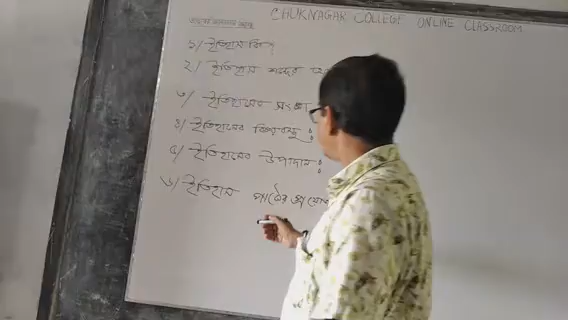 CHUKNAGAR COLLEGE ONLINE CLASSROOM
১/ ইতিহাস কি?
২/ ইতিহাস শব্দের
৩/ ইতিহাসের সংজ্ঞা
৪/ ইতিহাসের বিষয়বস্তু :
৫/ ইতিহাসের উপাদান :
৬/ ইতিহাস পাঠের